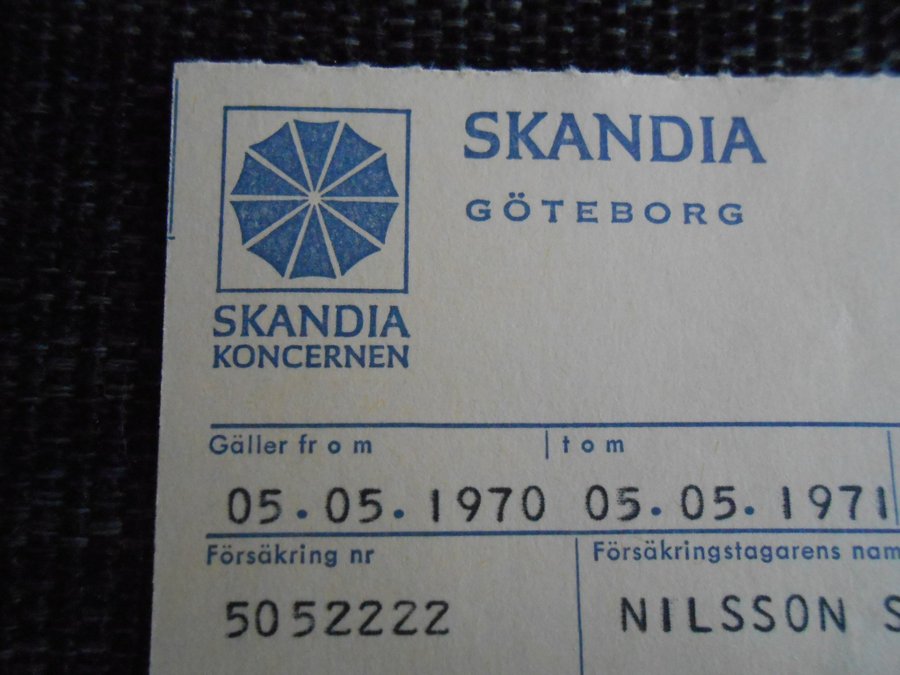 SKANDIA
GÖTEBORG
SKANDIA
KONCERNEN
Gäller fr o m
t o m
05.05.1970 05.05.1971
Försäkring nr
Försäkringstagarens nam
5052222
NILSSON S